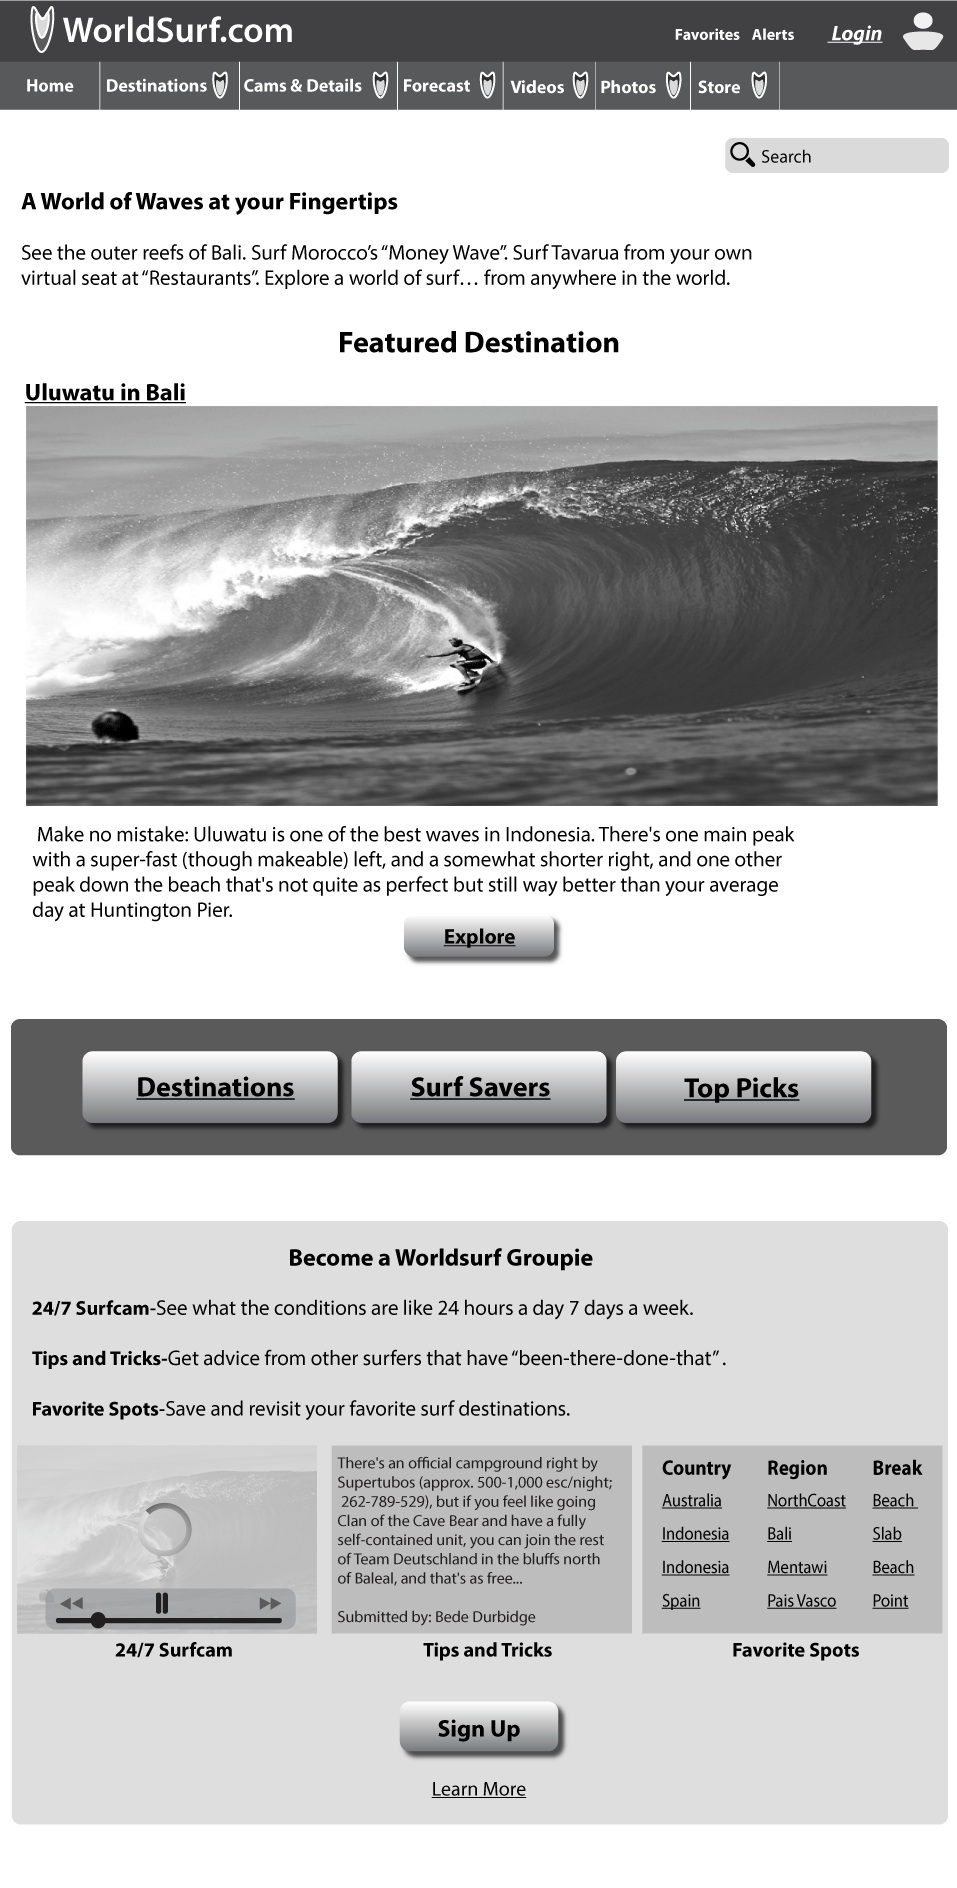 WorldSurf.com
Favorites Alerts Login
Home Destinations Cams & Details Forecast Videos Photos Store
Search
A World of Waves at your Fingertips
See the outer reefs of Bali. Surf Morocco’s “Money Wave”. Surf Tavarua from your own
virtual seat at “Restaurants”. Explore a world of surf… from anywhere in the world.
Featured Destination
Uluwatu in Bali
Make no mistake: Uluwatu is one of the best waves in Indonesia. There's one main peak
with a super-fast (though makeable) left, and a somewhat shorter right, and one other
peak down the beach that's not quite as perfect but still way better than your average
day at Huntington Pier.
Explore
Destinations Surf Savers Top Picks
Become a Worldsurf Groupie
24/7 Surfcam-See what the conditions are like 24 hours a day 7 days a week.
Tips and Tricks-Get advice from other surfers that have “been-there-done-that” .
Favorite Spots-Save and revisit your favorite surf destinations.
There's an official campground right by
Supertubos (approx. 500-1,000 esc/night;
262-789-529), but if you feel like going
Clan of the Cave Bear and have a fully
self-contained unit, you can join the rest
of Team Deutschland in the bluffs north
of Baleal, and that's as free...
Submitted by: Bede Durbidge
Country Region Break
Australia NorthCoast Beach
Indonesia Bali Slab
Indonesia Mentawi Beach
Spain Pais Vasco Point
24/7 Surfcam Tips and Tricks Favorite Spots
Sign Up
Learn More